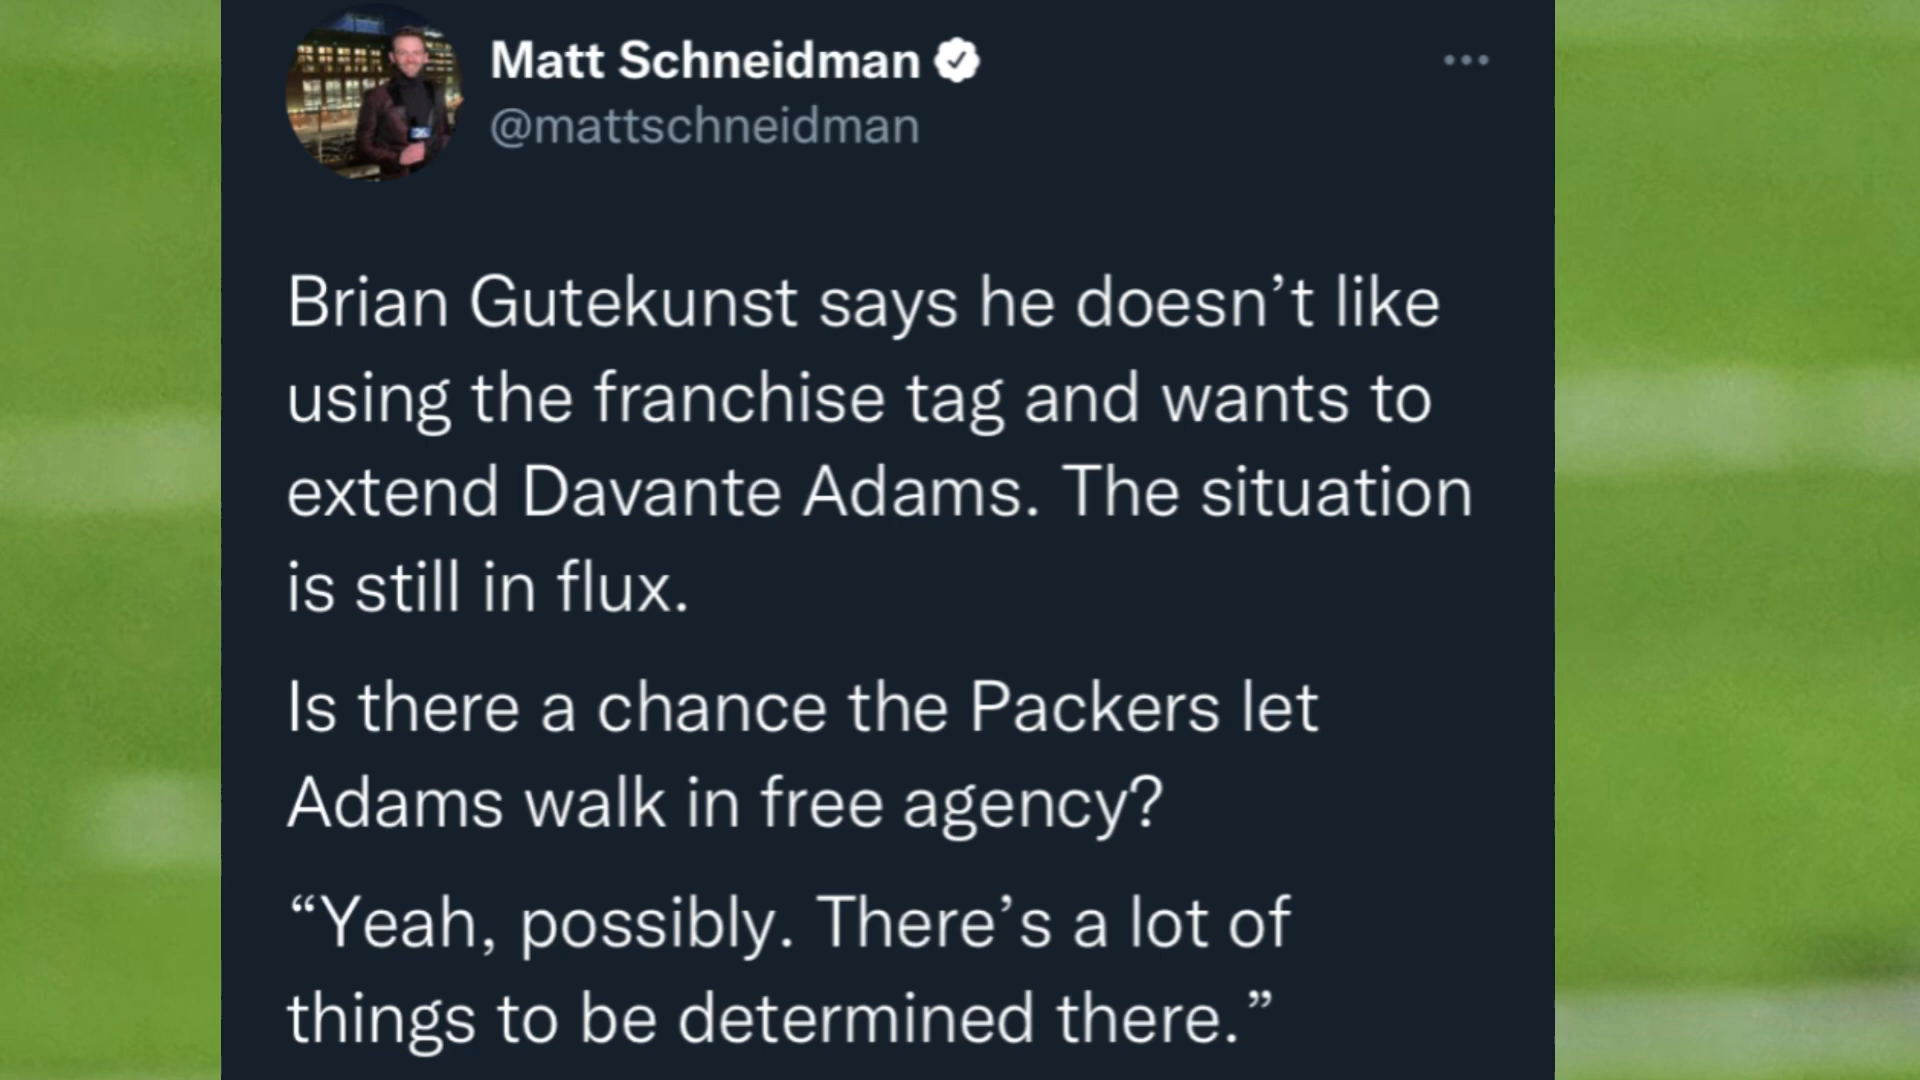 Matt Schneidman
@mattschneidman
Brian Gutekunst says he doesn’t like
using the franchise tag and wants to
extend Davante Adams. The situation
is still in flux.
Is there a chance the Packers let
Adams walk in free agency?
“Yeah, possibly. There’s a lot of
things to be determined there.”